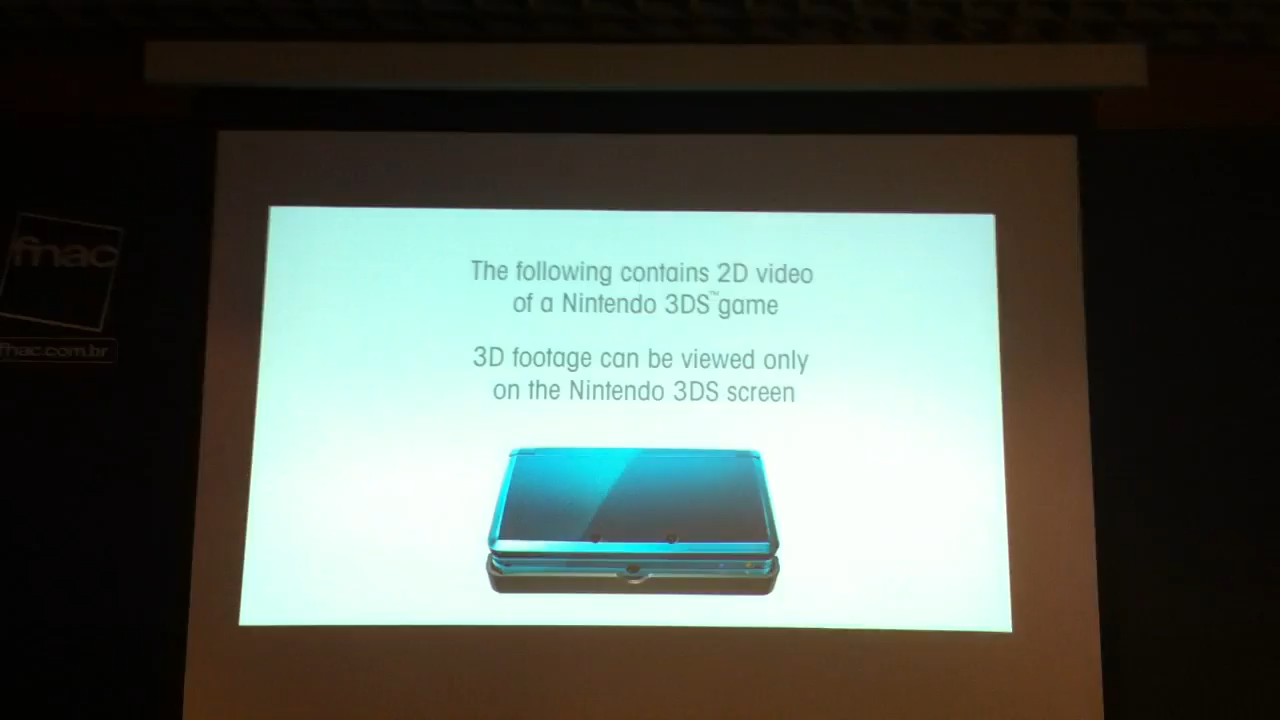 The following contains 2D video
of a Nintendo 3DS™ game
3D footage can be viewed only
on the Nintendo 3DS screen
fnac
fnac.com.br